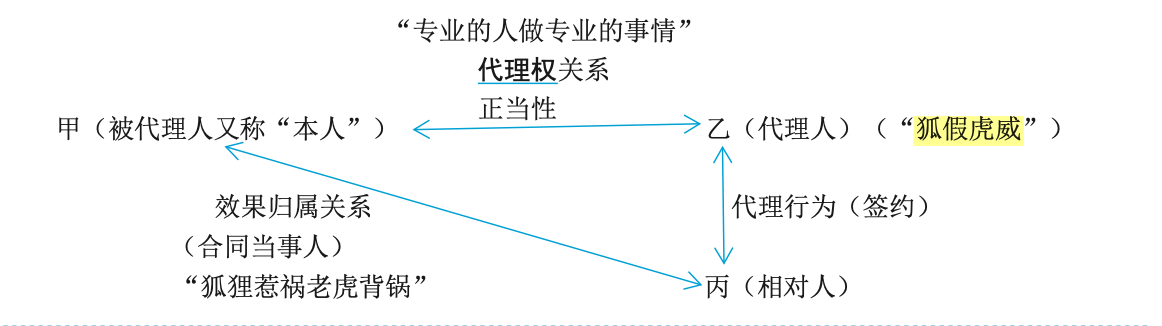 “专业的人做专业的事情”
代理权关系
正当性
甲（被代理人又称“本人”）
乙（代理人）（“狐假虎威”）
效果归属关系
代理行为（签约）
（合同当事人）
“狐狸惹祸老虎背锅”
丙（相对人）